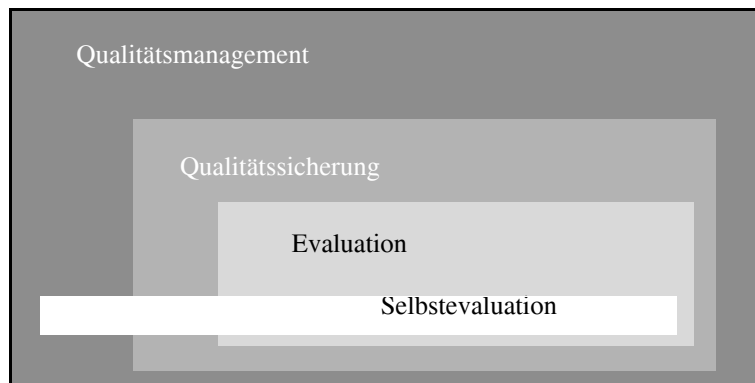 Qualitätsmanagement
Qualitätssicherung
Evaluation
Selbstevaluation